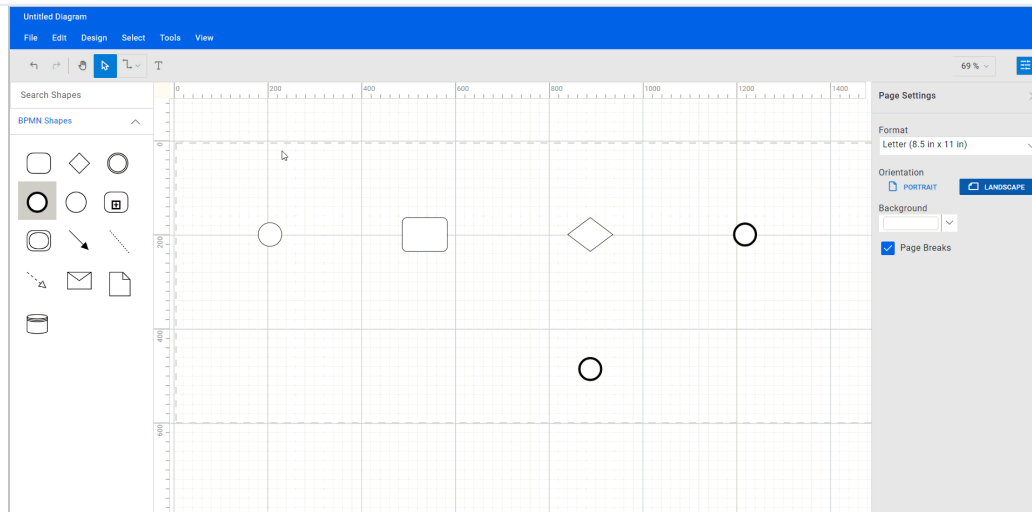 Untitled Diagram
File Edit Design Select Tools View
T
69 %
Search Shapes
BPMN Shapes
0 200 400 600 800 1000 1200 1400
0
200
400
600
Page Settings
Format
Letter (8.5 in x 11 in)
Orientation
PORTRAIT LANDSCAPE
Background
Page Breaks